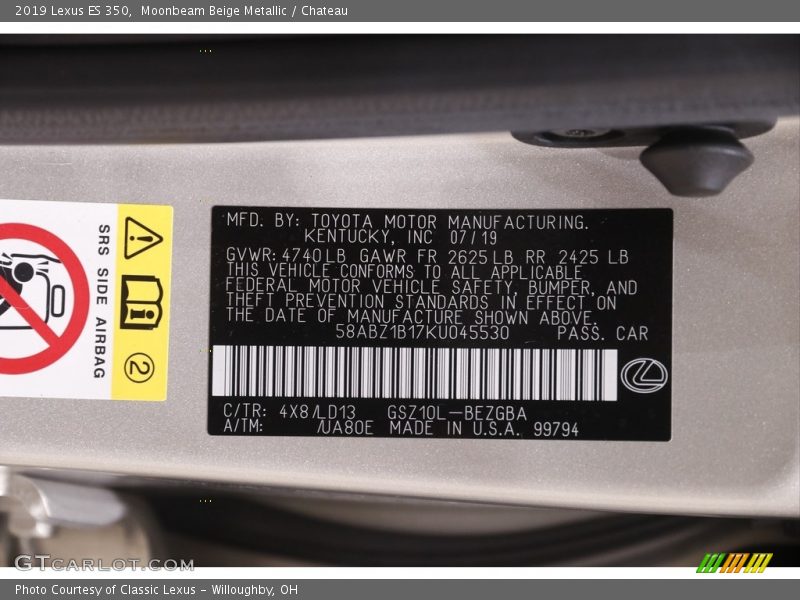 2019 Lexus ES 350,  Moonbeam Beige Metallic / Chateau
SRS SIDE AIRBAG
2
MFD. BY: TOYOTA MOTOR MANUFACTURING.
KENTUCKY, INC 07/19
GVWR: 4740 LB GAWR FR 2625 LB RR 2425 LB
THIS VEHICLE CONFORMS TO ALL APPLICABLE
FEDERAL MOTOR VEHICLE SAFETY, BUMPER, AND
THEFT PREVENTION STANDARDS IN EFFECT ON
THE DATE OF MANUFACTURE SHOWN ABOVE.
58ABZ1B17KU045530 PASS. CAR
C/TR: 4X8/LD13 GSZ10L-BEZGBA
A/TM: /UA80E MADE IN U.S.A. 99794
GTCARLOT.COM
Photo Courtesy of Classic Lexus - Willoughby, OH